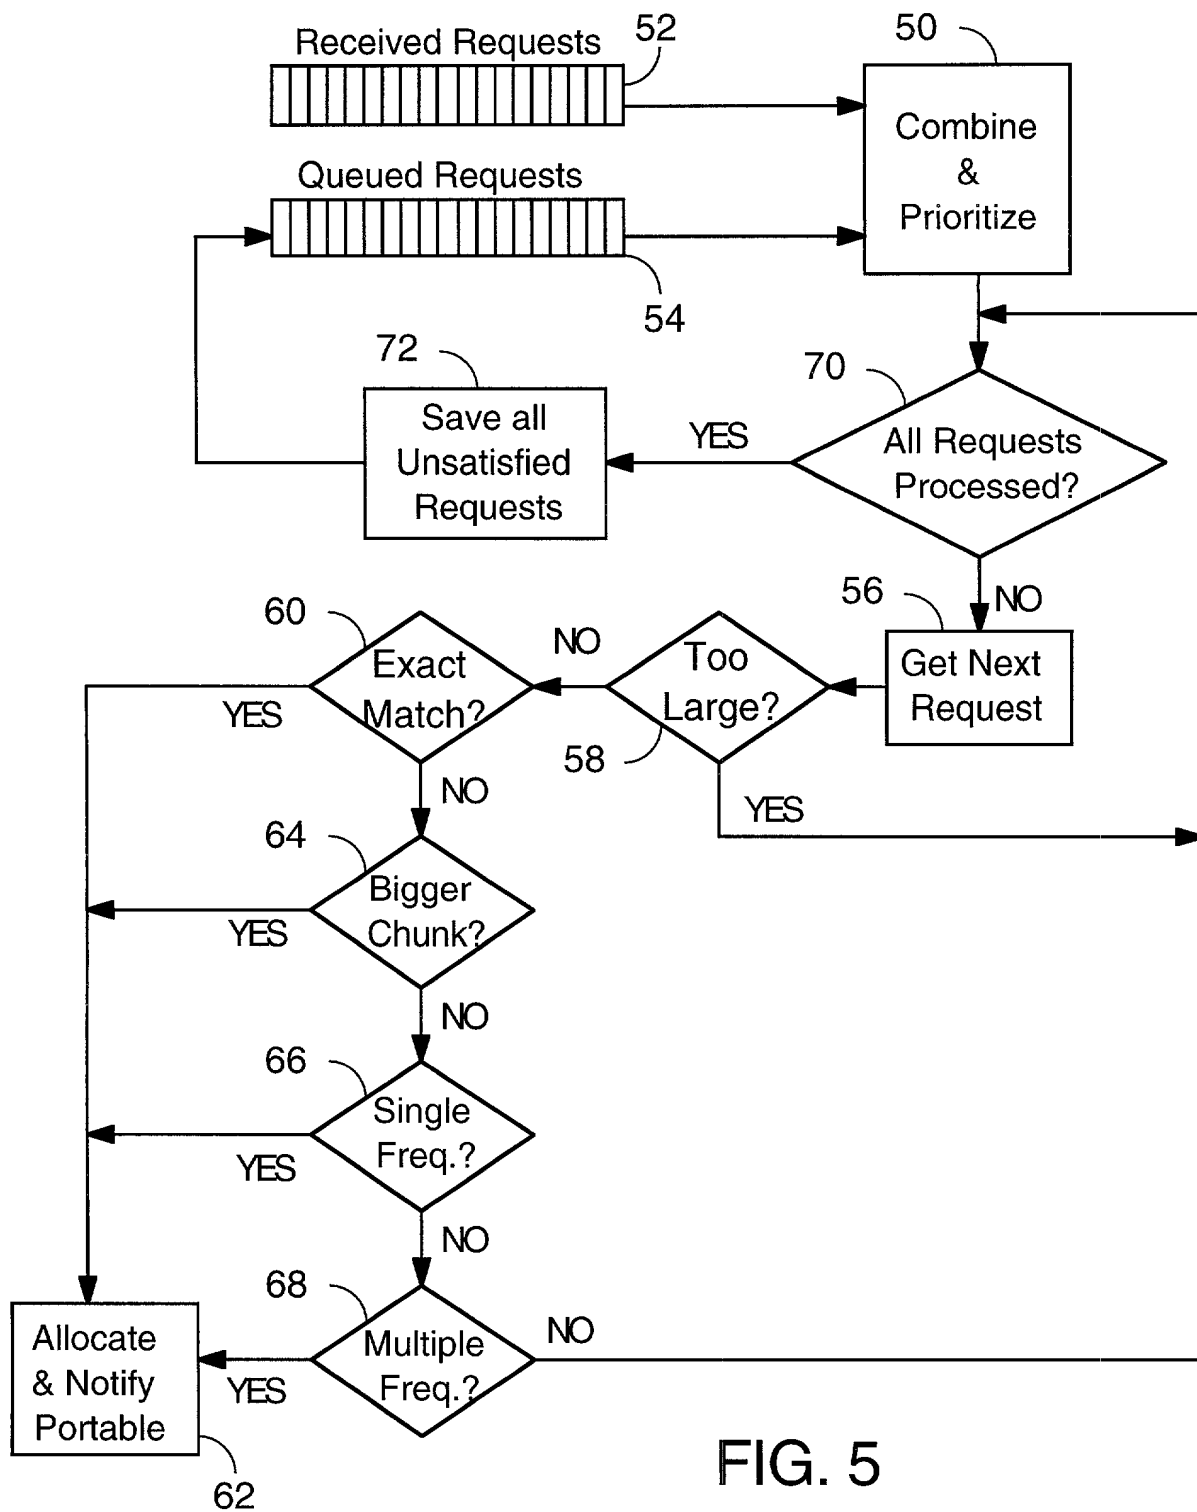 52
50
Received Requests
Combine
&
Prioritize
Queued Requests
54
72
70
Save all
Unsatisfied
Requests
YES
All Requests
Processed?
NO
60
56
NO
Exact
Match?
Too
Large?
Get Next
Request
YES
58
NO
YES
64
Bigger
Chunk?
YES
NO
66
Single
Freq.?
YES
NO
68
Multiple
Freq.?
NO
Allocate
& Notify
Portable
YES
62
FIG. 5